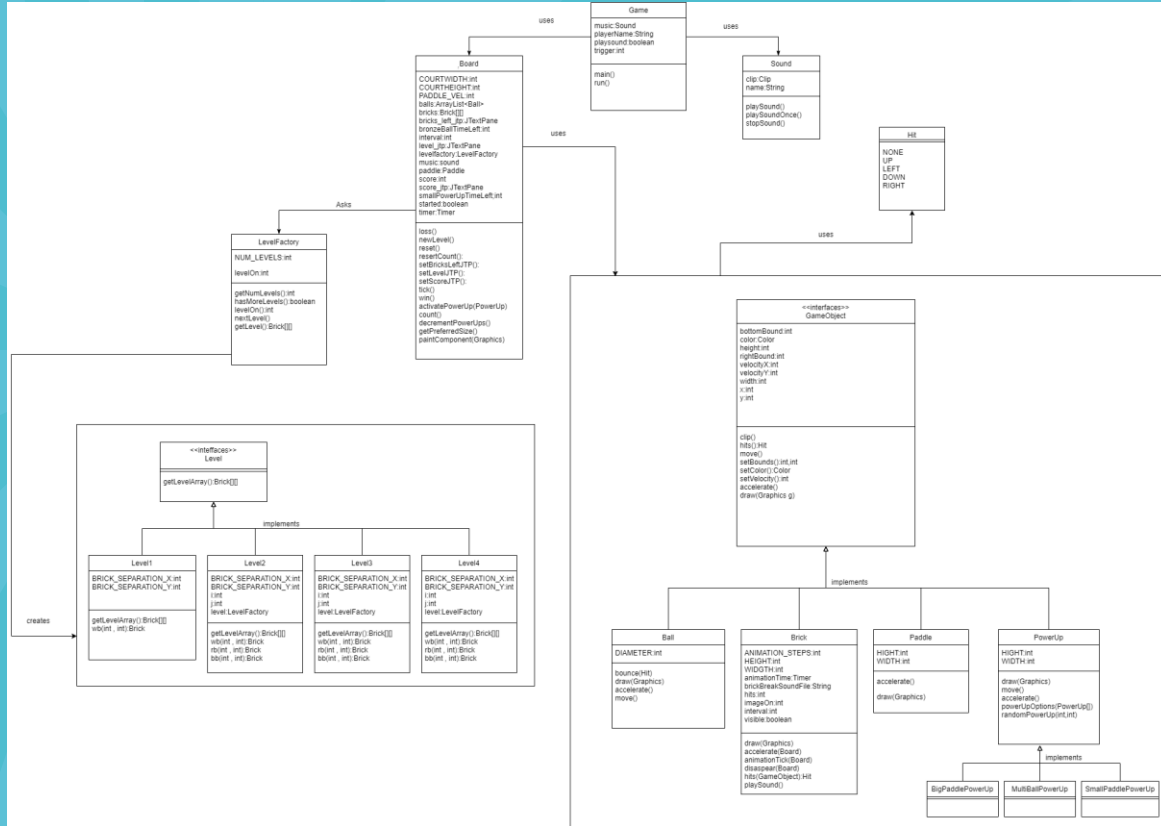 Game
music:Sound
playerName:String
playsound:boolean
trigger:int
main()
run()
uses
uses
_Board
COURTWIDTH:int
COURTHEIGHT:int
PADDLE_VEL:int
balls:ArrayList<Ball>
bricks:Brick[][]
bricks_left_jtp:JTextPane
bronzeBallTimeLeft:int
interval:int
level_jtp:JTextPane
levelfactory:LevelFactory
music:sound
paddle:Paddle
score:int
score_jtp:JTextPane
smallPowerUpTimeLeft:int
started:boolean
timer:Timer
loss()
newLevel()
reset()
resertCount():
setBricksLeftJTP():
setLevelJTP():
setScoreJTP():
tick()
win()
activatePowerUp(PowerUp)
count()
decrementPowerUps()
getPreferredSize()
paintComponent(Graphics)
Sound
clip:Clip
name:String
playSound()
playSoundOnce()
stopSound()
uses
Hit
NONE
UP
LEFT
DOWN
RIGHT
Asks
uses
LevelFactory
NUM_LEVELS:int
levelOn:int
getNumLevels():int
hasMoreLevels():boolean
levelOn():int
nextLevel()
getLevel():Brick[][]
<<interfaces>>
GameObject
bottomBound:int
color:Color
height:int
rightBound:int
velocityX:int
velocityY:int
width:int
x:int
y:int
clip()
hits():Hit
move()
setBounds():int,int
setColor():Color
setVelocity():int
accelerate()
draw(Graphics g)
<<inteffaces>>
Level
getLevelArray():Brick[][]
implements
Level1
BRICK_SEPARATION_X:int
BRICK_SEPARATION_Y:int
getLevelArray():Brick[][]
wb(int , int):Brick
Level2
BRICK_SEPARATION_X:int
BRICK_SEPARATION_Y:int
i:int
j:int
level:LevelFactory
getLevelArray():Brick[][]
wb(int , int):Brick
rb(int , int):Brick
bb(int , int):Brick
Level3
BRICK_SEPARATION_X:int
BRICK_SEPARATION_Y:int
i:int
j:int
level:LevelFactory
getLevelArray():Brick[][]
wb(int , int):Brick
rb(int , int):Brick
bb(int , int):Brick
Level4
BRICK_SEPARATION_X:int
BRICK_SEPARATION_Y:int
i:int
j:int
level:LevelFactory
getLevelArray():Brick[][]
wb(int , int):Brick
rb(int , int):Brick
bb(int , int):Brick
creates
implements
Ball
DIAMETER:int
bounce(Hit)
draw(Graphics)
accelerate()
move()
Brick
ANIMATION_STEPS:int
HEIGHT:int
WIDGTH:int
animationTime:Timer
brickBreakSoundFile:String
hits:int
imageOn:int
interval:int
visible:boolean
draw(Graphics)
accelerate(Board)
animationTick(Board)
disaspear(Board)
hits(GameObject):Hit
playSound()
Paddle
HIGHT:int
WIDTH:int
accelerate()
draw(Graphics)
PowerUp
HIGHT:int
WIDTH:int
draw(Graphics)
move()
accelerate()
powerUpOptions(PowerUp[])
randomPowerUp(int,int)
implements
BigPaddlePowerUp
MultiBallPowerUp
SmallPaddlePowerUp